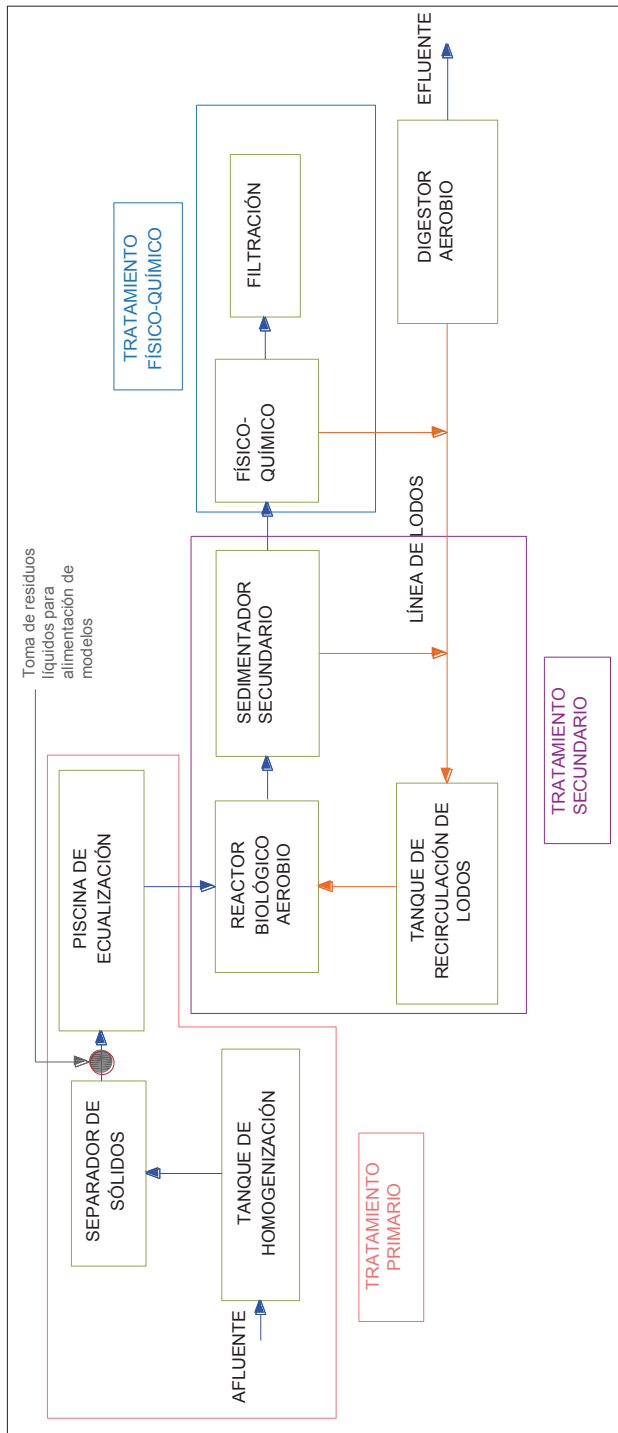 Toma de residuos
líquidos para
alimentación de
modelos
SEPARADOR DE
SÓLIDOS
PISCINA DE
ECUALIZACIÓN
AFLUENTE
TANQUE DE
HOMOGENIZACIÓN
TRATAMIENTO
PRIMARIO
REACTOR
BIOLÓGICO
AEROBIO
SEDIMENTADOR
SECUNDARIO
TANQUE DE
RECIRCULACIÓN DE
LODOS
LÍNEA DE LODOS
TRATAMIENTO
SECUNDARIO
TRATAMIENTO
FÍSICO-QUÍMICO
FÍSICO-
QUÍMICO
FILTRACIÓN
DIGESTOR
AEROBIO
EFLUENTE